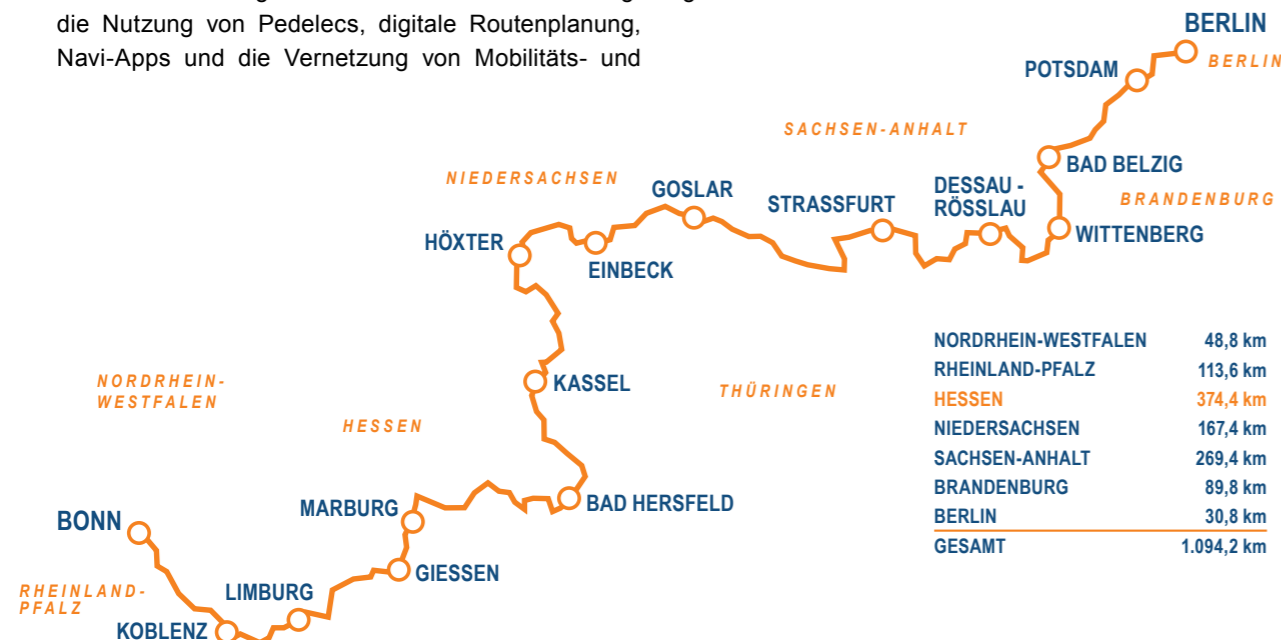 die Nutzung von Pedelecs, digitale Routenplanung,
Navi-Apps und die Vernetzung von Mobilitäts- und
BERLIN
BERLIN
POTSDAM
SACHSEN-ANHALT
BAD BELZIG
NIEDERSACHSEN
GOSLAR
STRASSFURT
DESSAU -
RÖSSLAU
BRANDENBURG
WITTENBERG
HÖXTER
EINBECK
NORDRHEIN-WESTFALEN 48,8 km
RHEINLAND-PFALZ 113,6 km
HESSEN 374,4 km
NIEDERSACHSEN 167,4 km
SACHSEN-ANHALT 269,4 km
BRANDENBURG 89,8 km
BERLIN 30,8 km
GESAMT 1.094,2 km
NORDRHEIN-
WESTFALEN
KASSEL
THÜRINGEN
HESSEN
MARBURG
BAD HERSFELD
BONN
GIESSEN
RHEINLAND-
PFALZ
LIMBURG
KOBLENZ